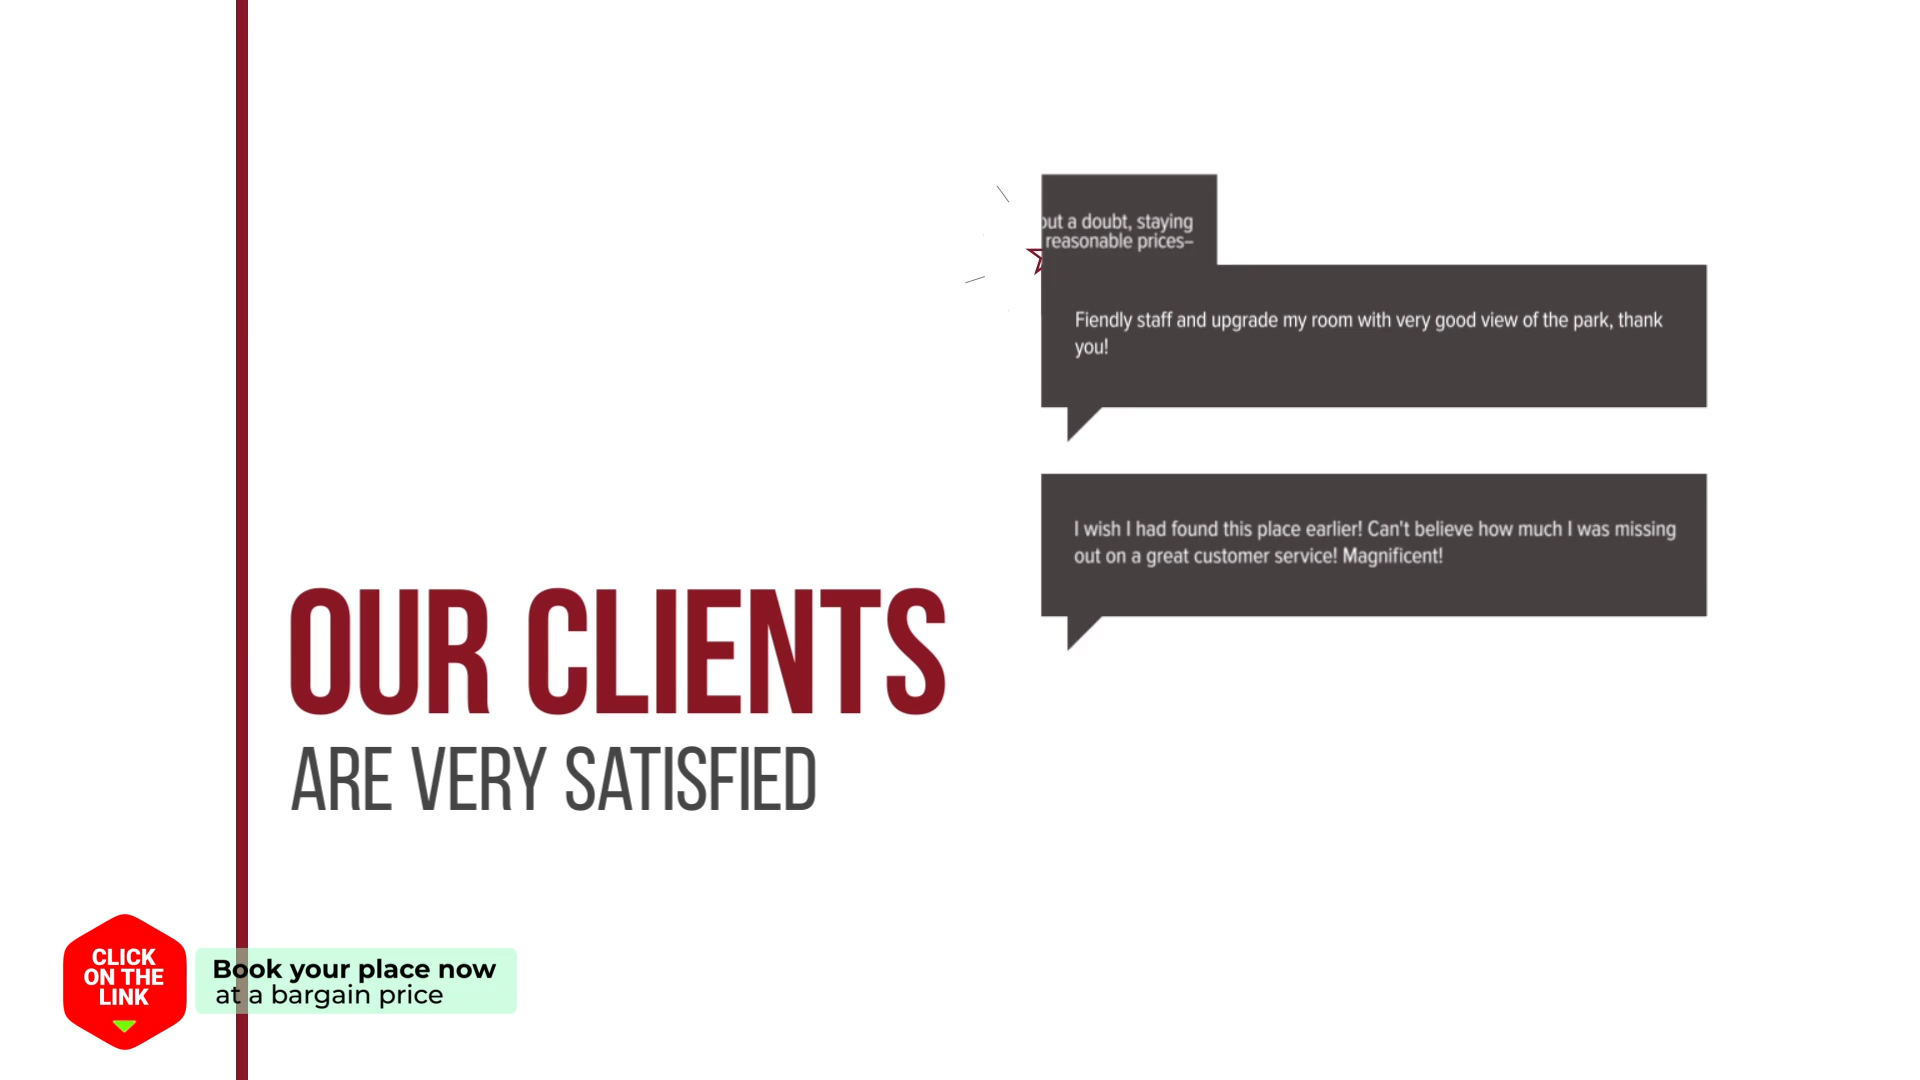 a doubt, staying
reasonable prices–
Fiendly staff and upgrade my room with very good view of the park, thank
you!
I wish I had found this place earlier! Can't believe how much I was missing
out on a great customer service! Magnificent!
OUR CLIENTS
ARE VERY SATISFIED
CLICK
ON THE
LINK
Book your place now
at a bargain price